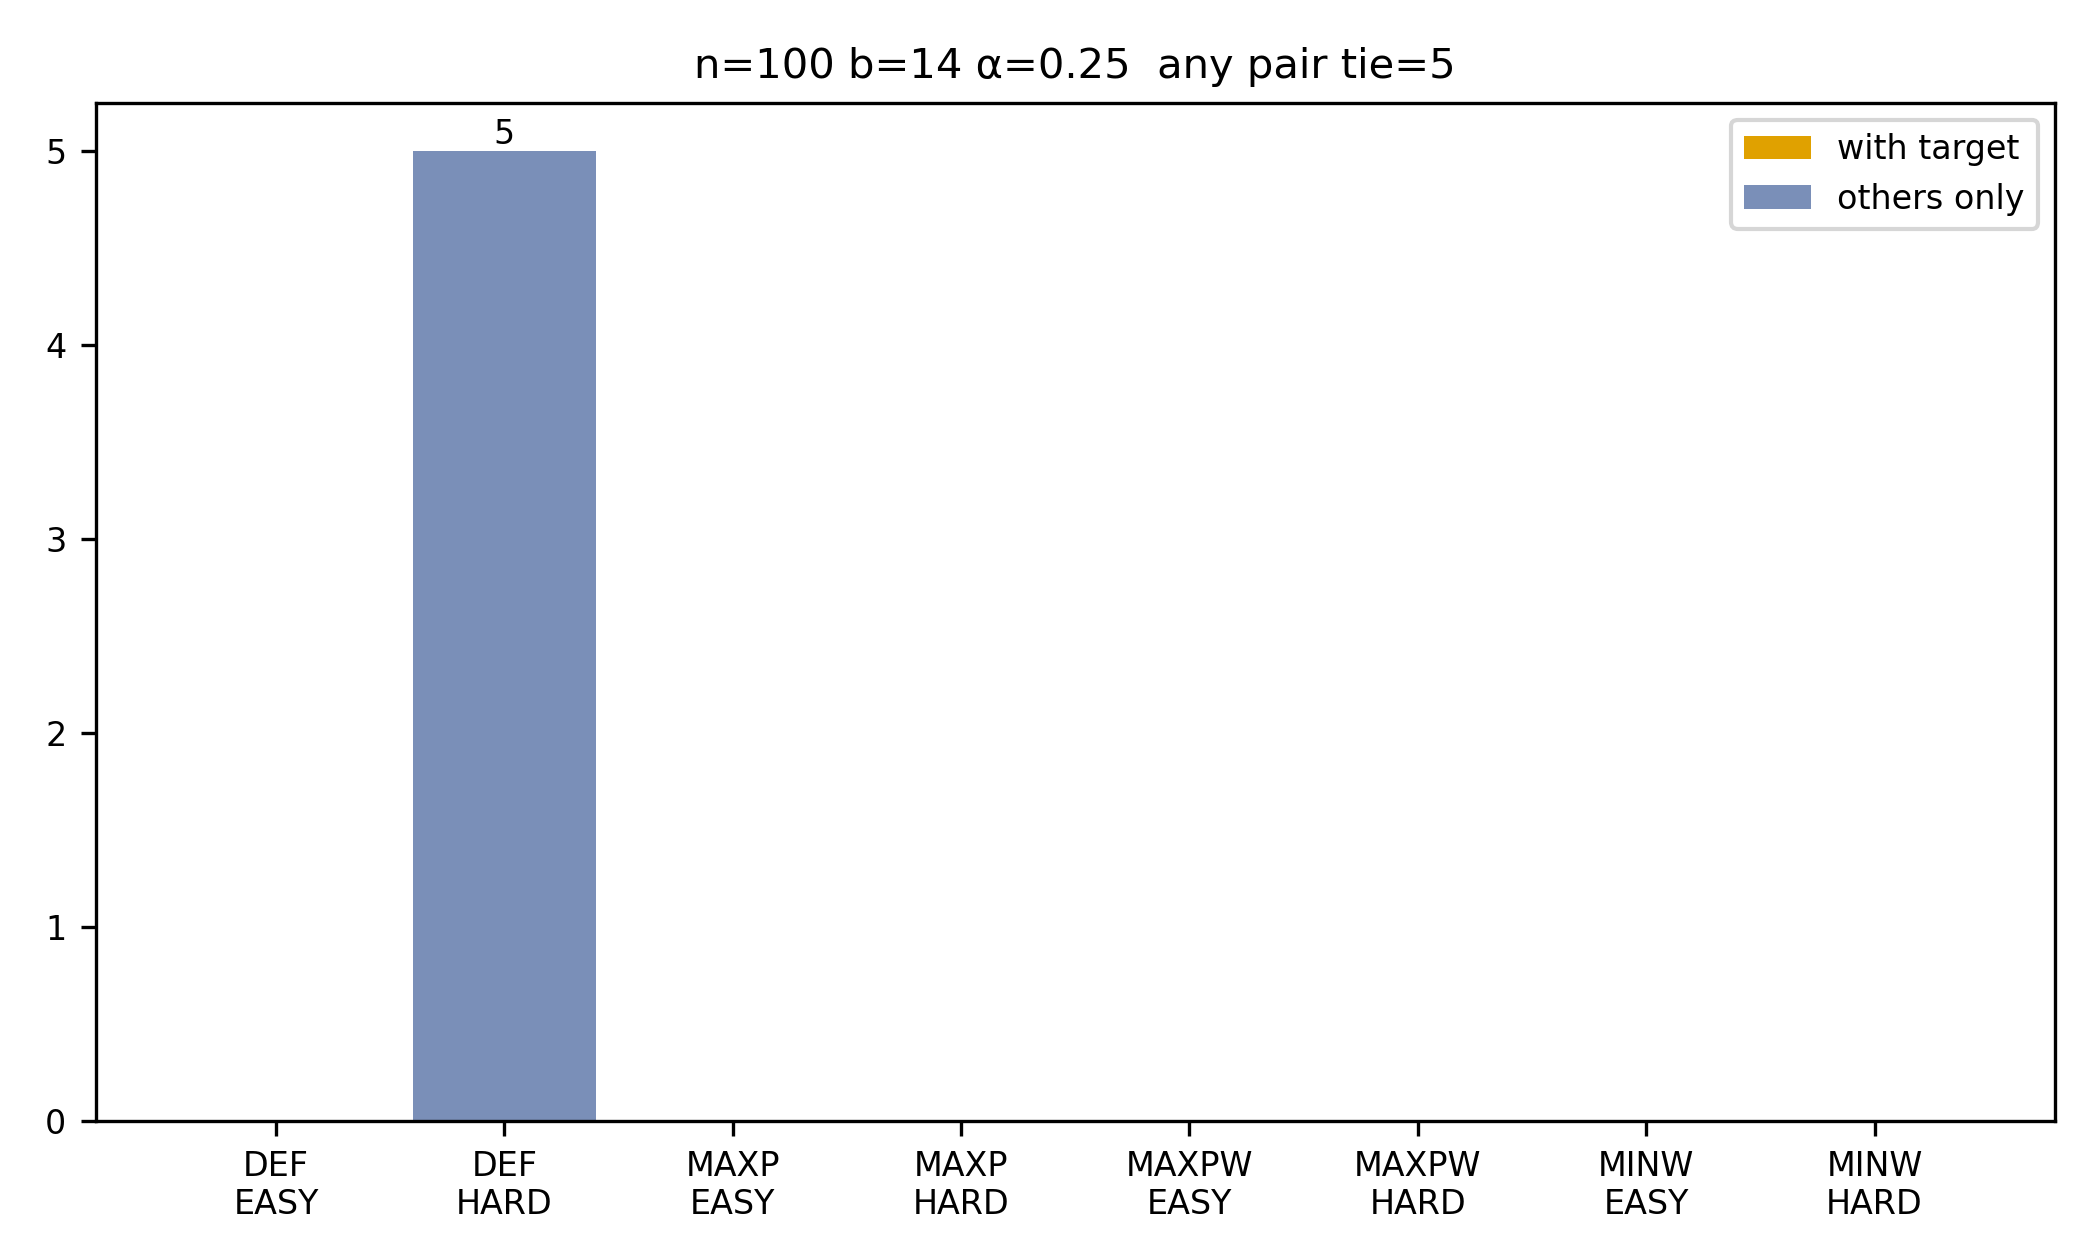 n=100 b=14 α=0.25  any pair tie=5
5
with target
others only
5
4
3
2
1
0
DEF
EASY
DEF
HARD
MAXP
EASY
MAXP
HARD
MAXPW
EASY
MAXPW
HARD
MINW
EASY
MINW
HARD